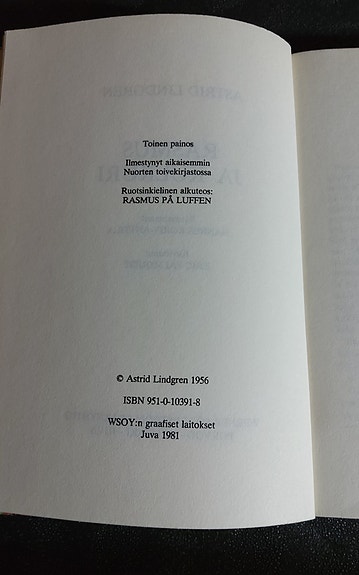 Toinen painos
Ilmestynyt aikaisemmin
Nuorten toivekirjastossa
Ruotsinkielinen alkuteos:
RASMUS PÅ LUFFEN
© Astrid Lindgren 1956
ISBN 951-0-10391-8
WSOY:n graafiset laitokset
Juva 1981